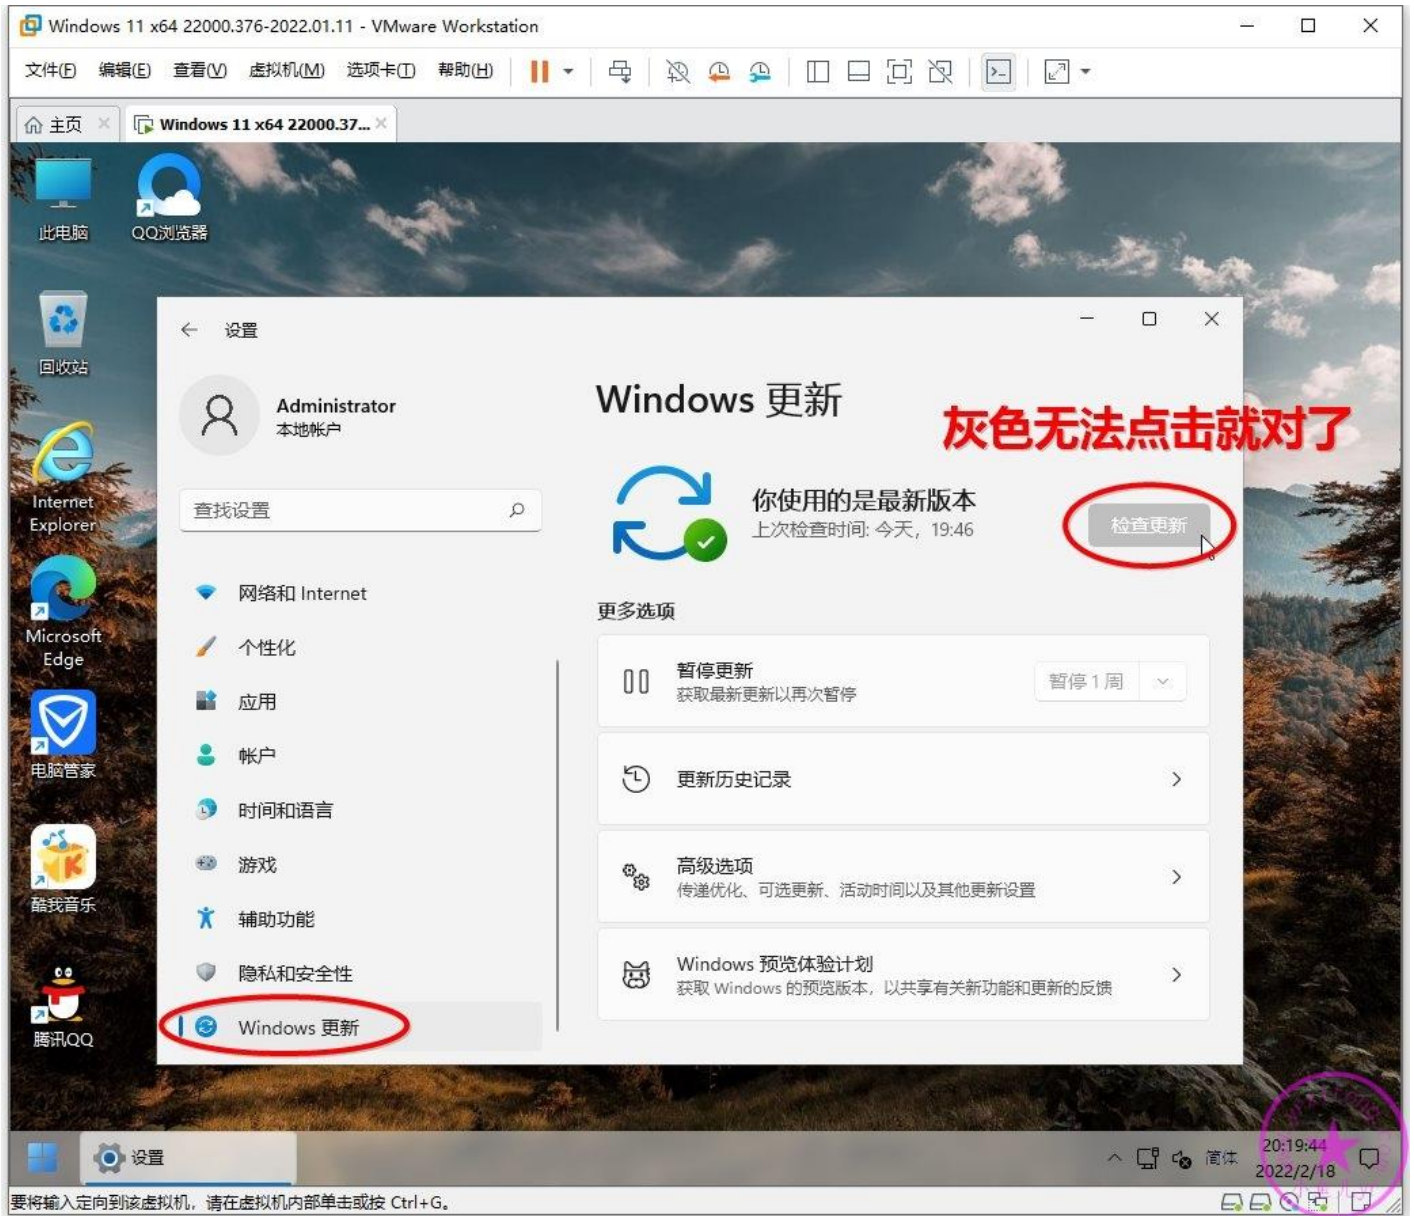 Windows 11 x64 22000.376-2022.01.11 - VMware Workstation
文件(F) 编辑(E) 查看(V) 虚拟机(M) 选项卡(T) 帮助(H)
主页
Windows 11 x64 22000.37...
此电脑
QQ浏览器
回收站
Internet
Explorer
Microsoft
Edge
电脑管家
酷我音乐
腾讯QQ
设置
Administrator
本地帐户
查找设置
网络和 Internet
个性化
应用
帐户
时间和语言
游戏
辅助功能
隐私和安全性
Windows 更新
Windows 更新
灰色无法点击就对了
你使用的是最新版本
上次检查时间: 今天，19:46
检查更新
更多选项
暂停更新
获取最新更新以再次暂停
暂停 1 周
更新历史记录
高级选项
传递优化、可选更新、活动时间以及其他更新设置
Windows 预览体验计划
获取 Windows 的预览版本，以共享有关新功能和更新的反馈
设置
简体
20:19:44
2022/2/18
要将输入定向到该虚拟机，请在虚拟机内部单击或按 Ctrl+G。